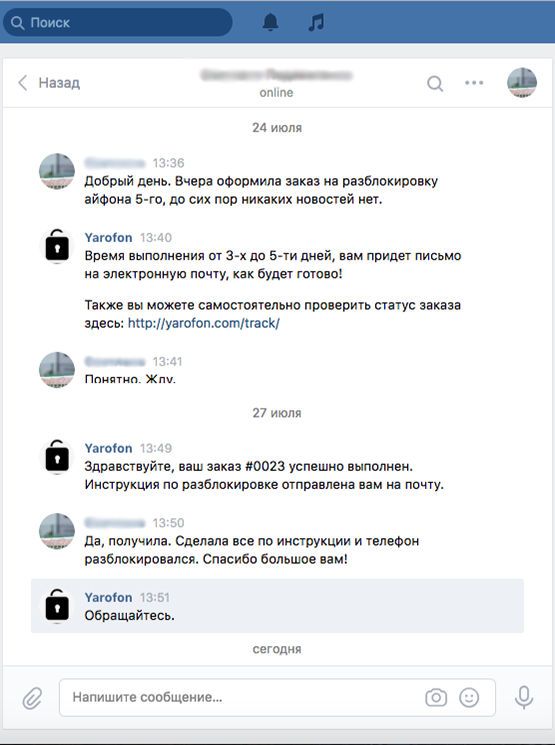 Поиск
Назад
online
24 июля
13:36
Добрый день. Вчера оформила заказ на разблокировку
айфона 5-го, до сих пор никаких новостей нет.
Yarofon 13:40
Время выполнения от 3-х до 5-ти дней, вам придет письмо
на электронную почту, как будет готово!
Также вы можете самостоятельно проверить статус заказа
здесь: http://yarofon.com/track/
13:41
Понятно. Жду.
27 июля
Yarofon 13:49
Здравствуйте, ваш заказ #0023 успешно выполнен.
Инструкция по разблокировке отправлена вам на почту.
13:50
Да, получила. Сделала все по инструкции и телефон
разблокировался. Спасибо большое вам!
Yarofon 13:51
Обращайтесь.
сегодня
Напишите сообщение...